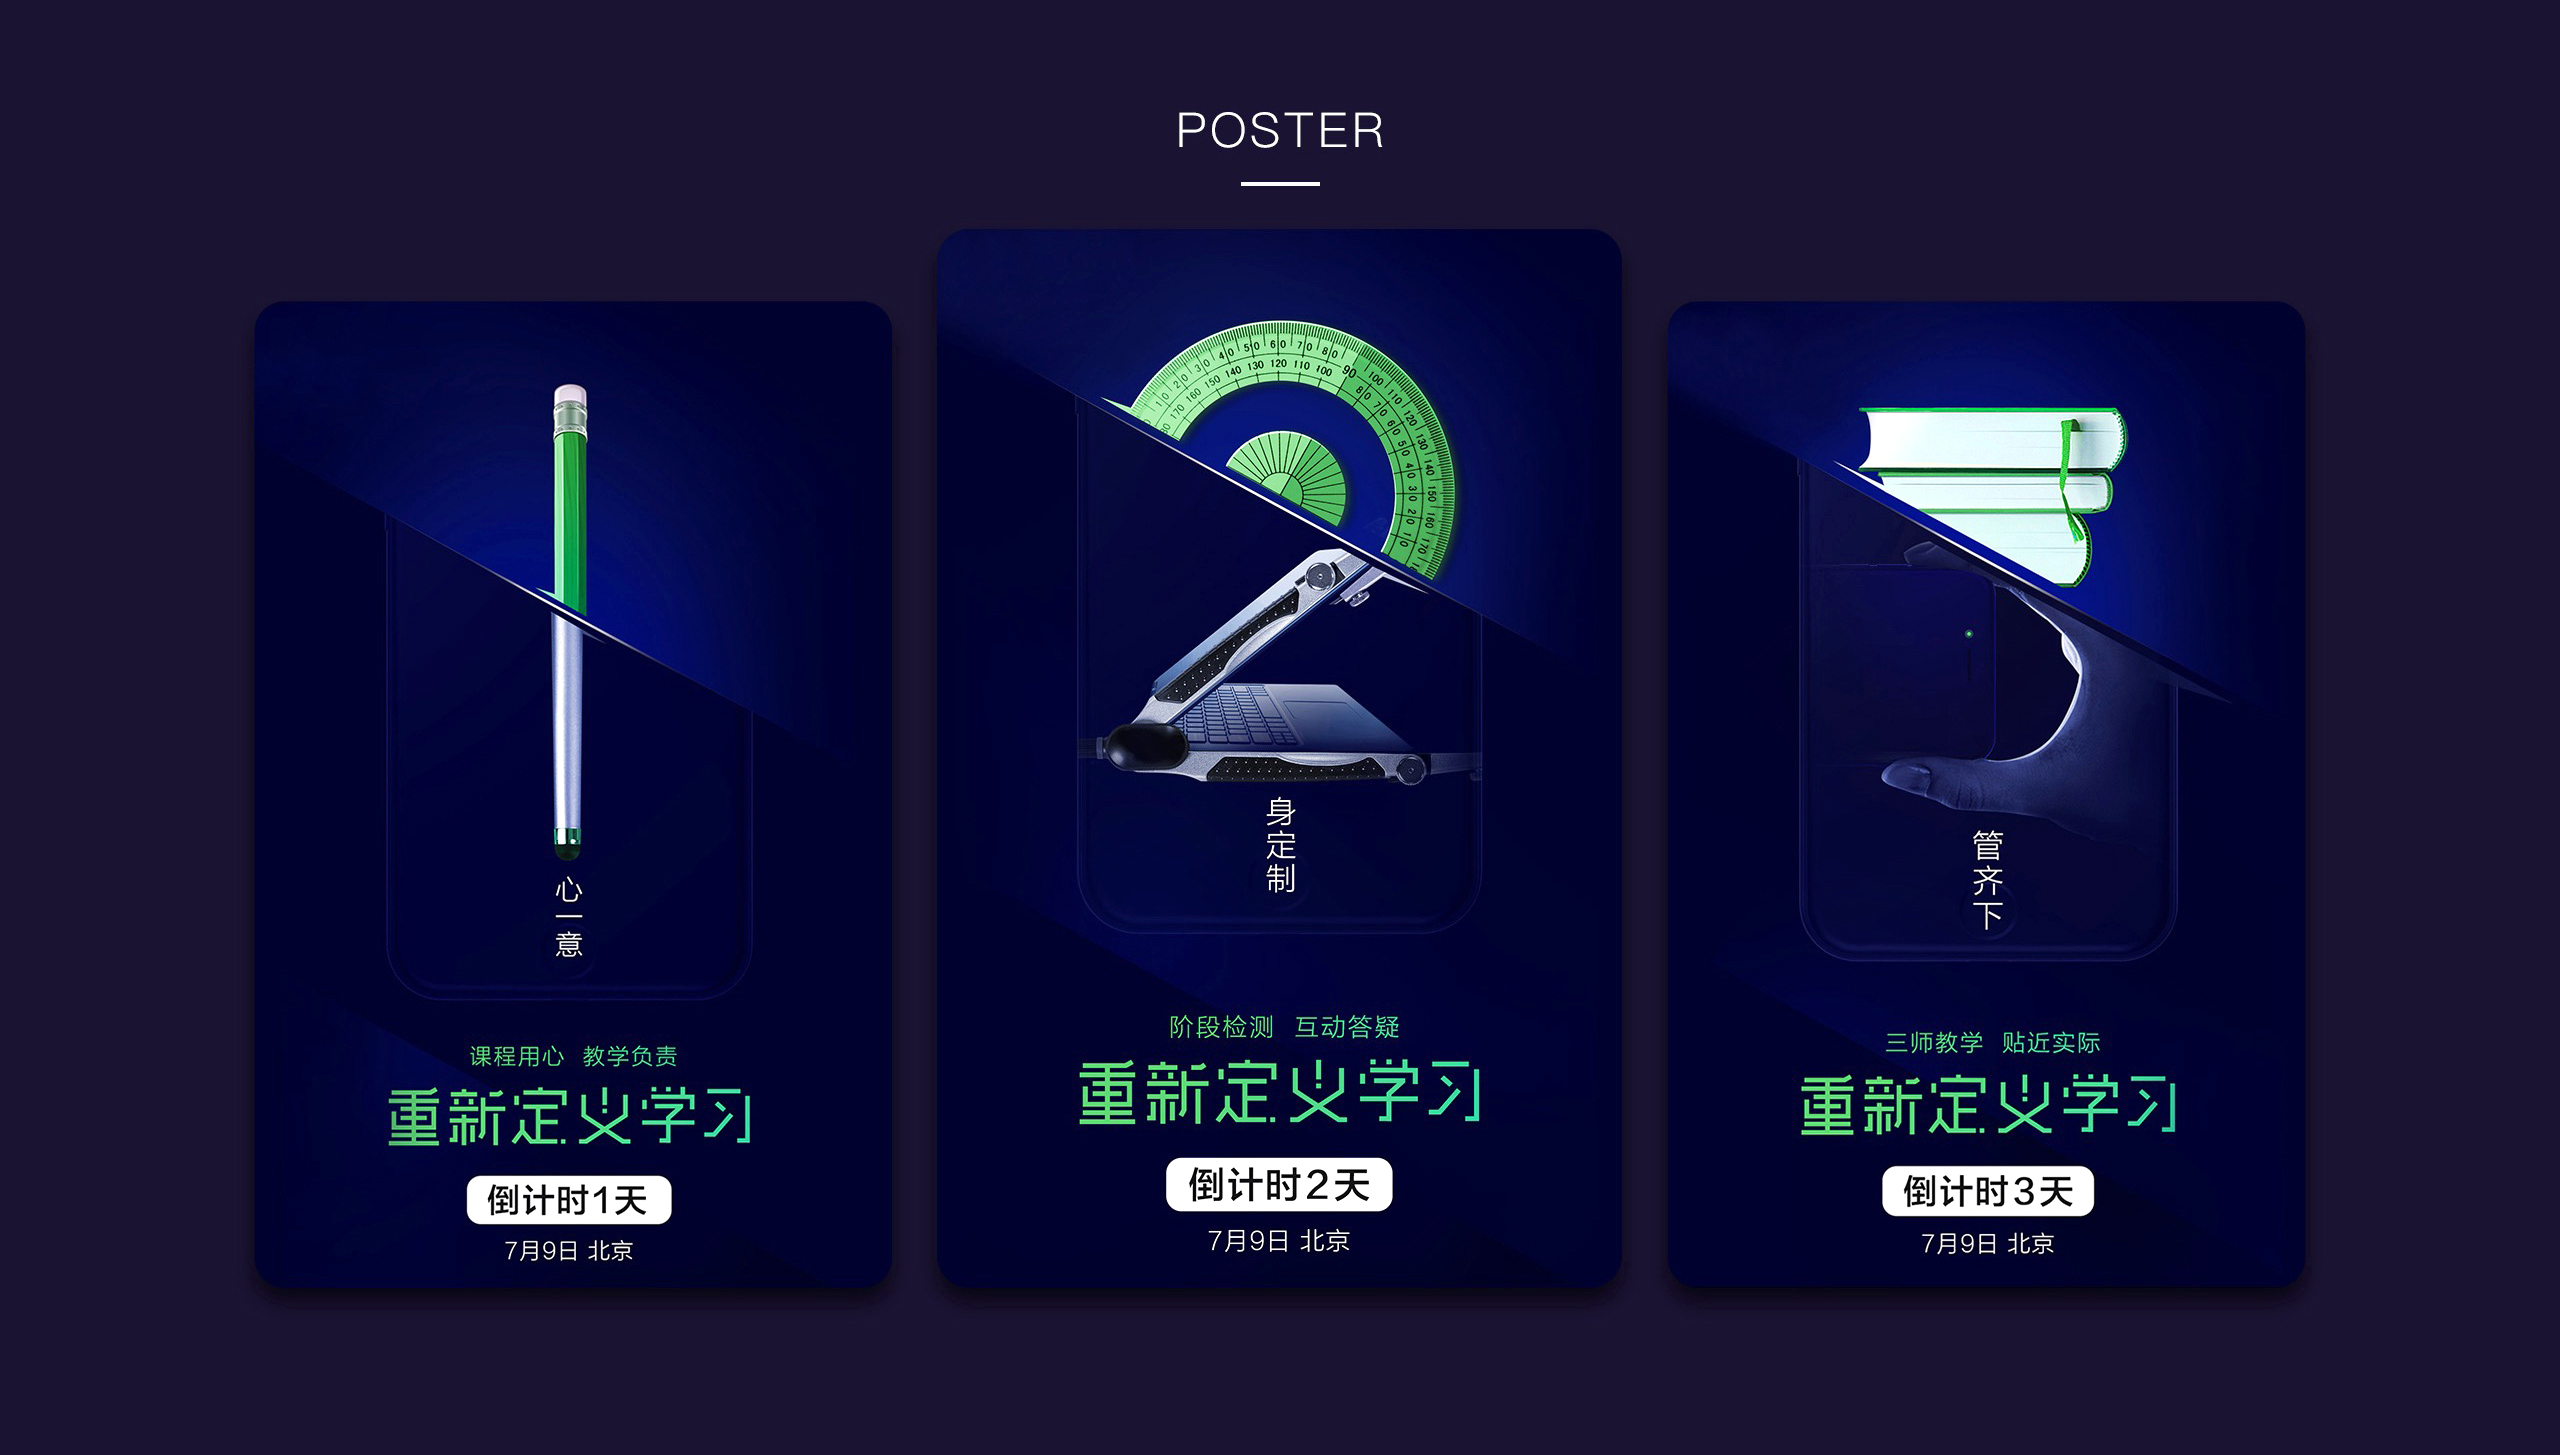 POSTER
心一意
课程用心 教学负责
重新定义学习
倒计时1天
7月9日 北京
身定制
阶段检测 互动答疑
重新定义学习
倒计时2天
7月9日 北京
管齐下
三师教学 贴近实际
重新定义学习
倒计时3天
7月9日 北京